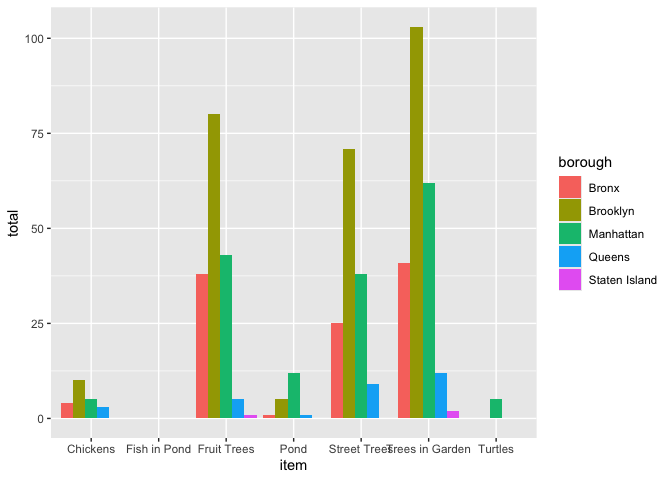 100
75
50
25
0
total
Chickens Fish in Pond Fruit Trees Pond Street Trees Trees in Garden Turtles
item
borough
Bronx
Brooklyn
Manhattan
Queens
Staten Island